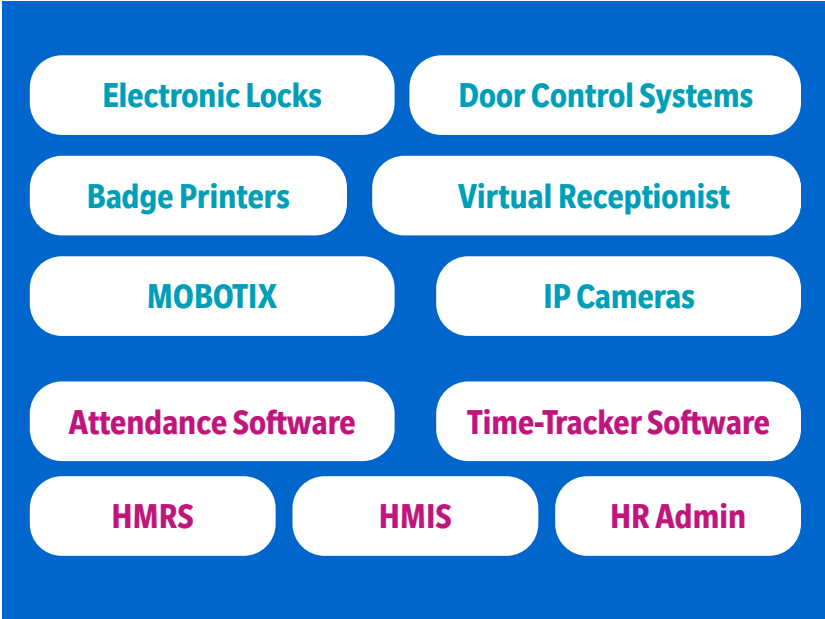 Electronic Locks
Door Control Systems
Badge Printers
Virtual Receptionist
MOBOTIX
IP Cameras
Attendance Software
Time-Tracker Software
HMRS
HMIS
HR Admin